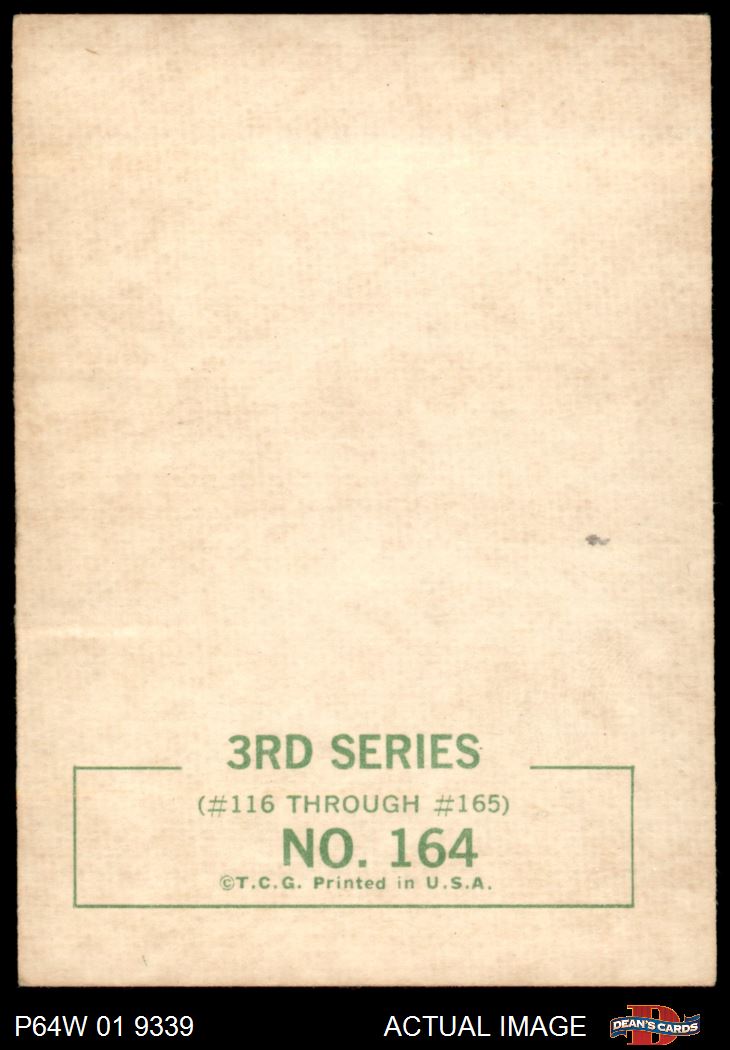 3RD SERIES
(#116 THROUGH #165)
NO. 164
©T.C.G. Printed in U.S.A.
P64W 01 9339
ACTUAL IMAGE
DEAN'S CARDS